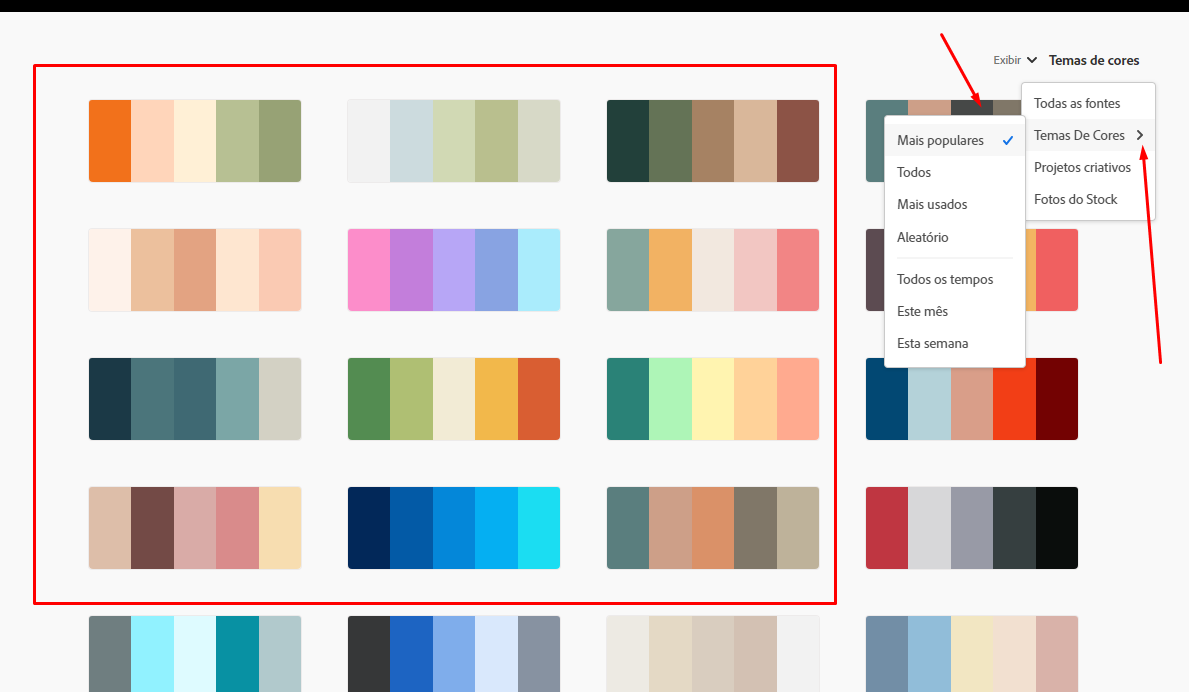 Exibir Temas de cores
Todas as fontes
Temas De Cores
Projetos criativos
Fotos do Stock
Mais populares
Todos
Mais usados
Aleatório
Todos os tempos
Este mês
Esta semana